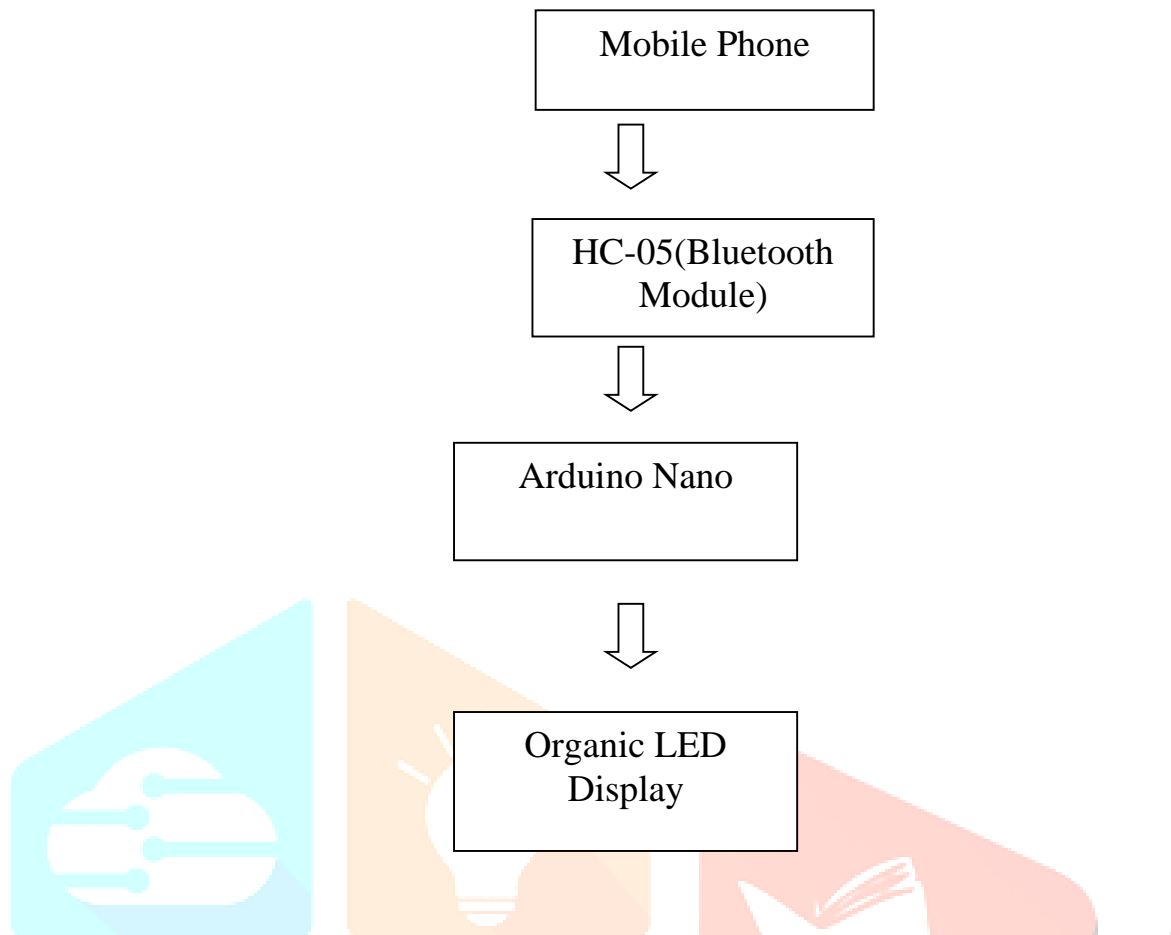 Mobile Phone
HC-05(Bluetooth
Module)
Arduino Nano
Organic LED
Display